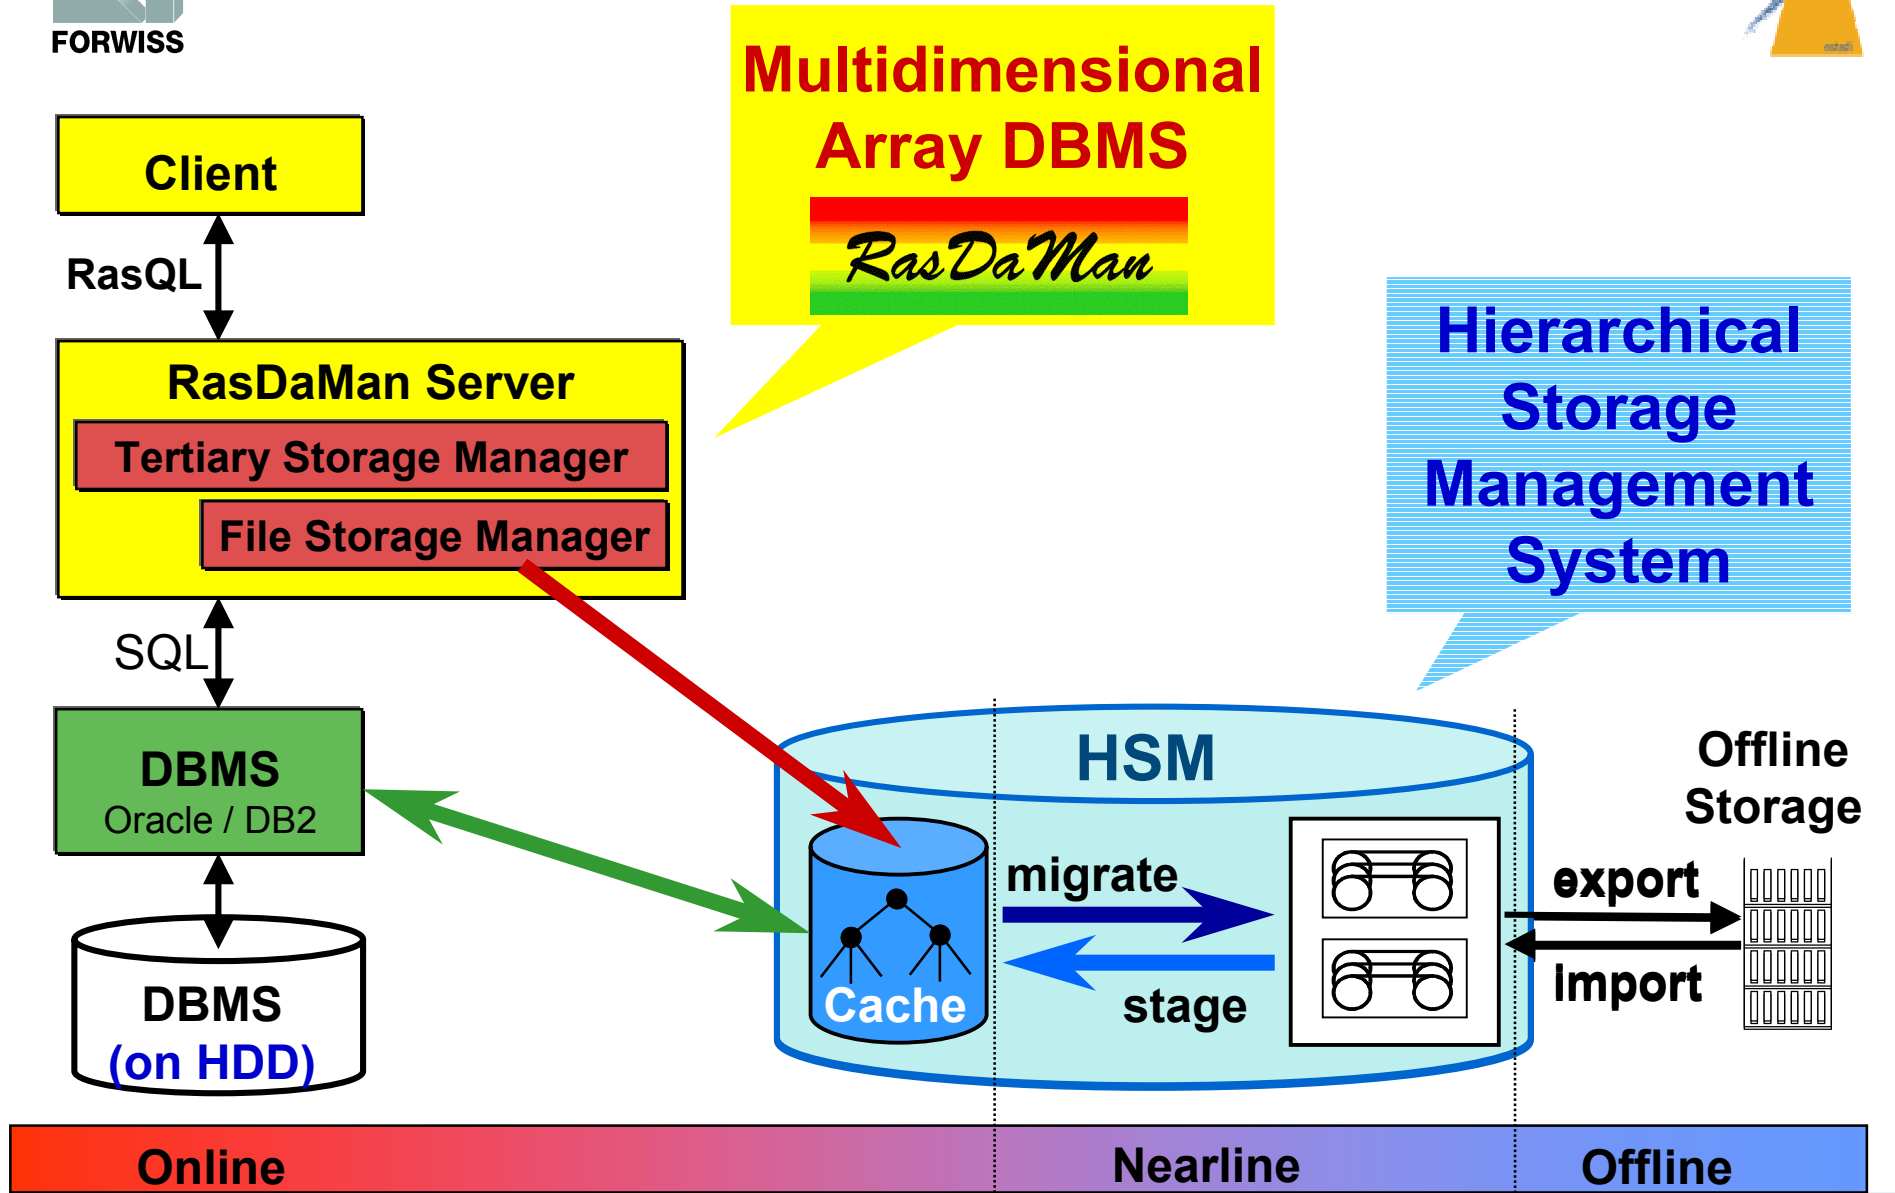 FORWISS
Multidimensional
Array DBMS
RasDaMan
Client
RasQL
RasDaMan Server
Tertiary Storage Manager
File Storage Manager
Hierarchical
Storage
Management
System
SQL
DBMS
Oracle / DB2
DBMS
(on HDD)
HSM
Cache
migrate
stage
Offline
Storage
export
import
Online
Nearline
Offline